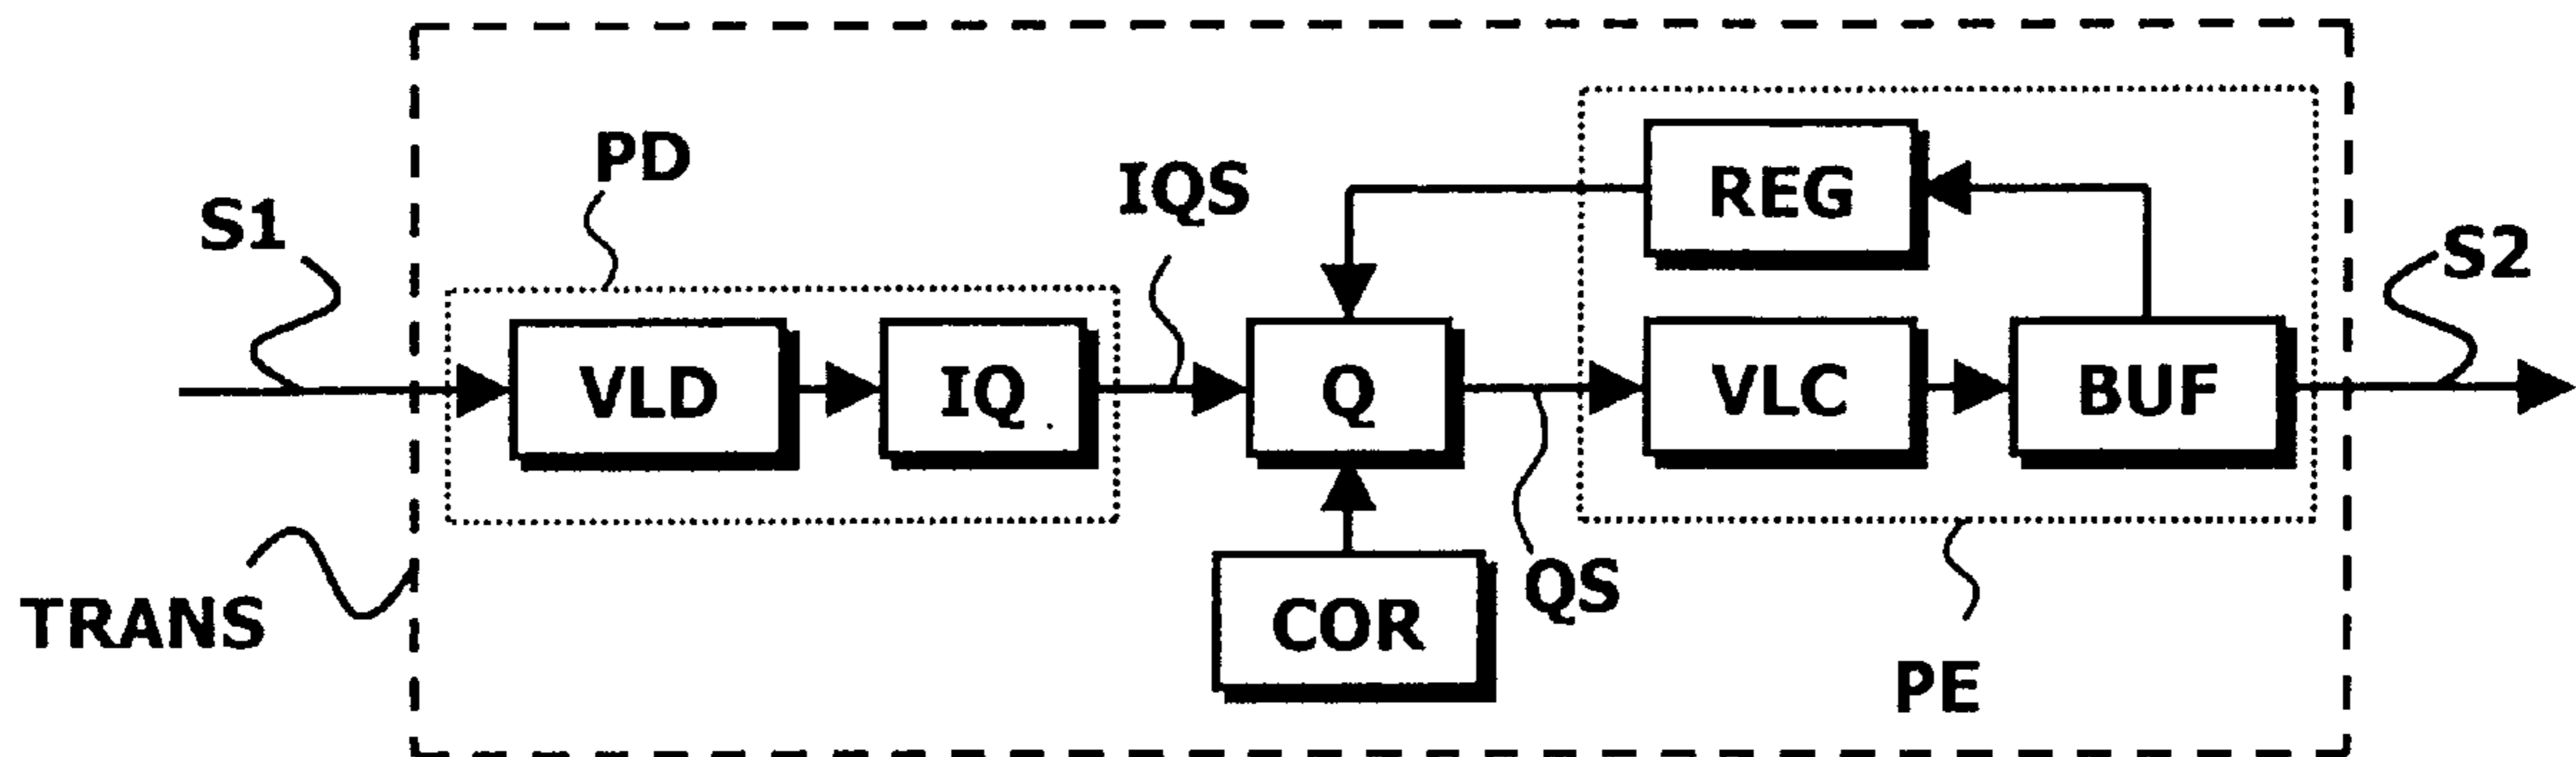 PD
IQS
REG
S1
S2
VLD
IQ
Q
VLC
BUF
TRANS
COR
QS
PE